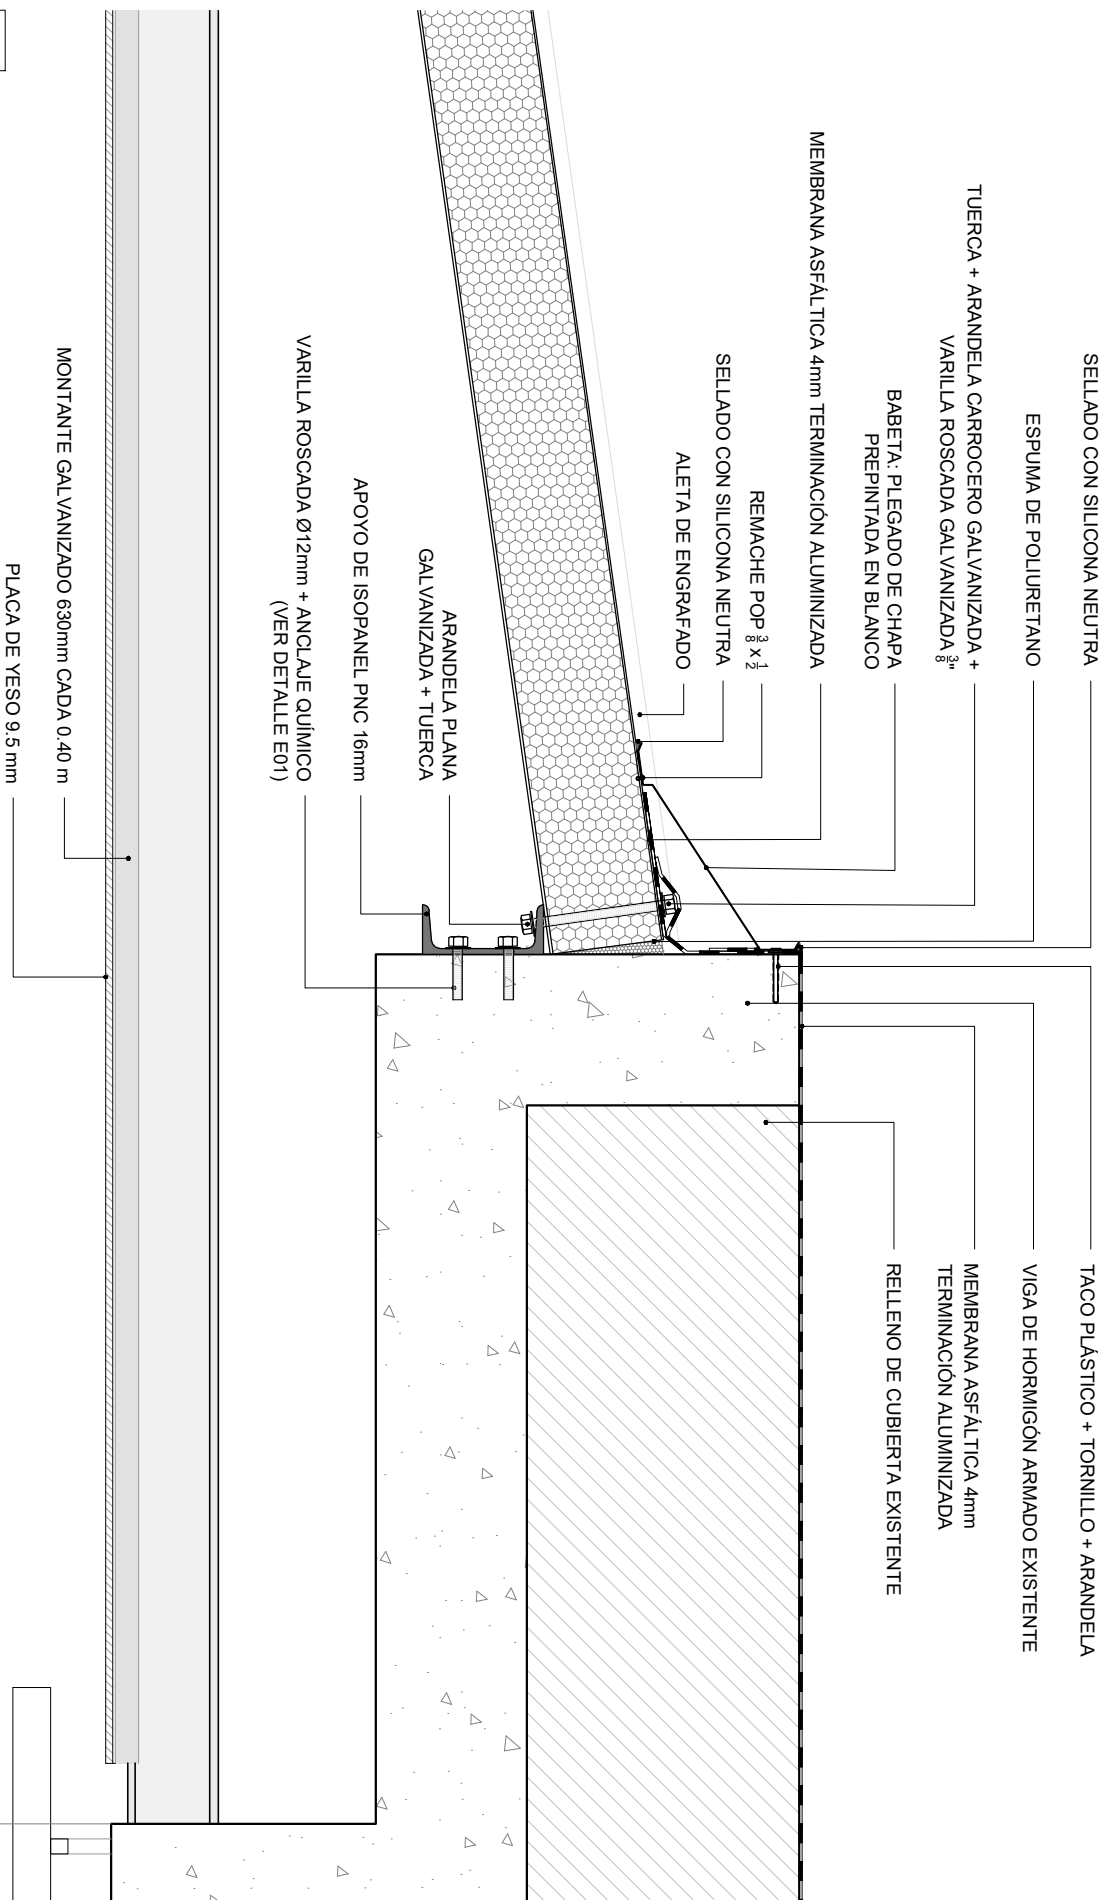 SELLADO CON SILICONA NEUTRA
ESPUMA DE POLIURETANO
TUERCA + ARANDELA CARROCERO GALVANIZADA +
VARILLA ROSCADA GALVANIZADA 3/8"
BABETA: PLEGADO DE CHAPA
PREPINTADA EN BLANCO
MEMBRANA ASFÁLTICA 4mm TERMINACIÓN ALUMINIZADA
REMACHE POP 3/8 x 1/2
SELLADO CON SILICONA NEUTRA
ALETA DE ENGRAFADO
TACO PLÁSTICO + TORNILLO + ARANDELA
VIGA DE HORMIGÓN ARMADO EXISTENTE
MEMBRANA ASFÁLTICA 4mm
TERMINACIÓN ALUMINIZADA
RELLENO DE CUBIERTA EXISTENTE
ARANDELA PLANA
GALVANIZADA + TUERCA
APOYO DE ISOPANEL PNC 16mm
VARILLA ROSCADA Ø12mm + ANCLAJE QUÍMICO
(VER DETALLE E01)
MONTANTE GALVANIZADO 630mm CADA 0.40 m
PLACA DE YESO 9.5 mm